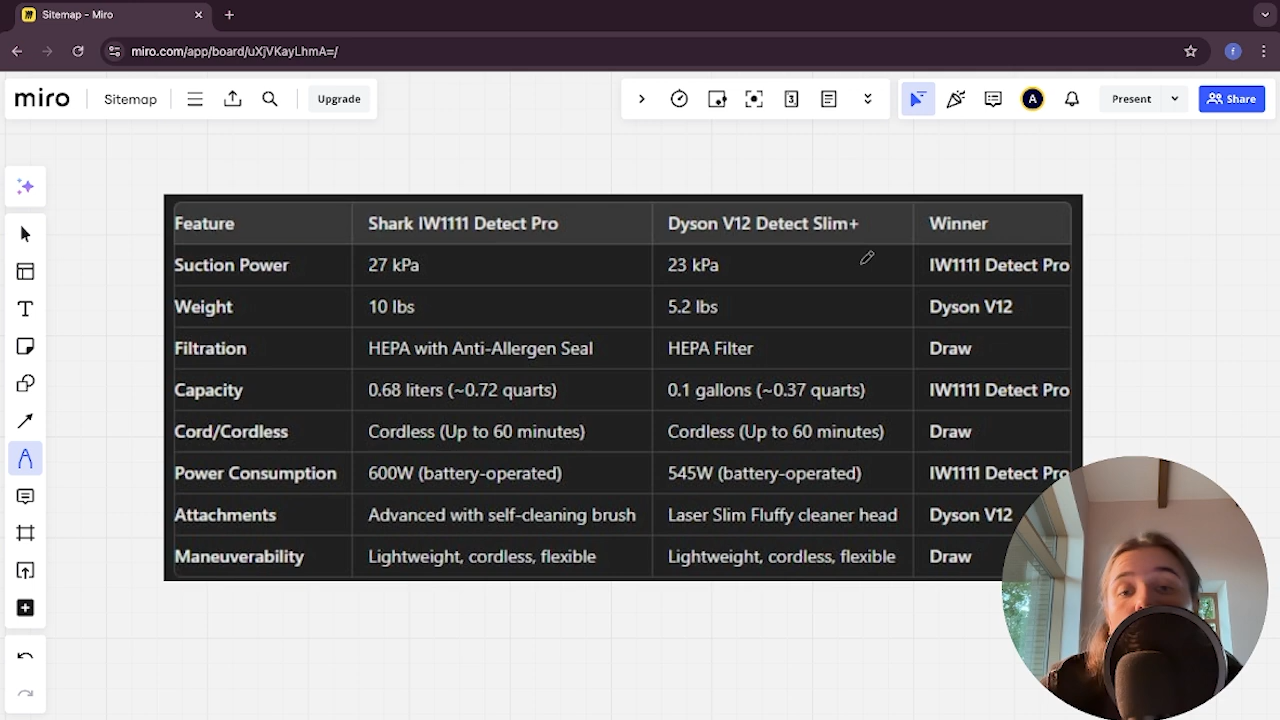 Sitemap - Miro
miro.com/app/board/uXjVKayLhmA=/
f
miro
Sitemap
Upgrade
3
A
Present
Share
Feature Shark IW1111 Detect Pro Dyson V12 Detect Slim+ Winner
Suction Power 27 kPa 23 kPa IW1111 Detect Pro
Weight 10 lbs 5.2 lbs Dyson V12
Filtration HEPA with Anti-Allergen Seal HEPA Filter Draw
Capacity 0.68 liters (~0.72 quarts) 0.1 gallons (~0.37 quarts) IW1111 Detect Pro
Cord/Cordless Cordless (Up to 60 minutes) Cordless (Up to 60 minutes) Draw
Power Consumption 600W (battery-operated) 545W (battery-operated) IW1111 Detect Pro
Attachments Advanced with self-cleaning brush Laser Slim Fluffy cleaner head Dyson V12
Maneuverability Lightweight, cordless, flexible Lightweight, cordless, flexible Draw